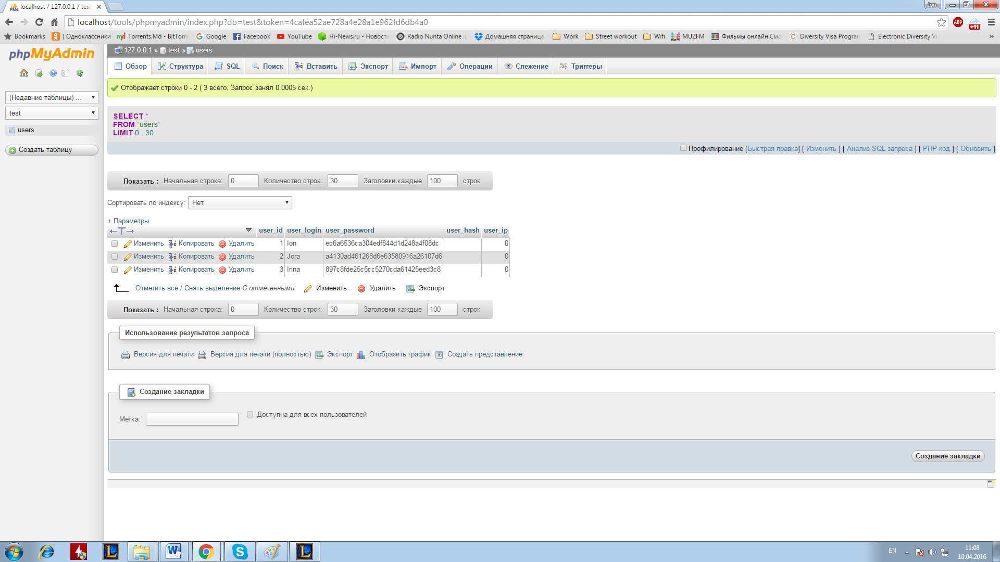 localhost / 127.0.0.1 / test
ion
localhost/tools/phpmyadmin/index.php?db=test&token=4cafea52ae728a4e28a1e962fd6db4a0
ABP
+11
Bookmarks ) Одноклассники Torrents.Md - BitTorre Google Facebook YouTube Hi-News.ru - Новости Radio Nunta Online :: Домашняя страница Work Street workout Wifi MUZFM Фильмы онлайн Смо Diversity Visa Program Electronic Diversity Vi »
phpMyAdmin
(Недавние таблицы) ...
test
users
Создать таблицу
127.0.0.1 » test » users
Обзор Структура SQL Поиск Вставить Экспорт Импорт Операции Слежение Триггеры
Отображает строки 0 - 2 ( 3 всего, Запрос занял 0.0005 сек.)
SELECT *
FROM `users`
LIMIT 0 , 30
Профилирование [Быстрая правка] [ Изменить ] [ Анализ SQL запроса ] [ PHP-код ] [ Обновить ]
Показать : Начальная строка: 0 Количество строк: 30 Заголовки каждые 100 строк
Сортировать по индексу: Нет
+ Параметры
←T→ user_id user_login user_password user_hash user_ip
Изменить Копировать Удалить 1 Ion ec6a6536ca304edf844d1d248a4f08dc 0
Изменить Копировать Удалить 2 Jora a4130ad461268d6e63580916a26107d6 0
Изменить Копировать Удалить 3 Irina 897c8fde25c5cc5270cda61425eed3c8 0
Отметить все / Снять выделение С отмеченными: Изменить Удалить Экспорт
Показать : Начальная строка: 0 Количество строк: 30 Заголовки каждые 100 строк
Использование результатов запроса
Версия для печати Версия для печати (полностью) Экспорт Отобразить график Создать представление
Создание закладки
Метка: Доступна для всех пользователей
Создание закладки
EN
11:08
10.04.2016